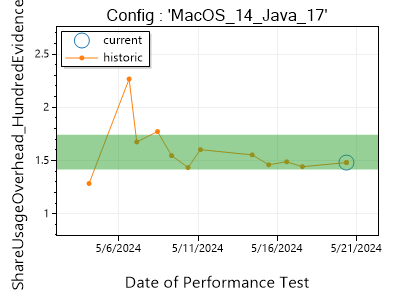 Config : 'MacOS_14_Java_17'
current
historic
ShareUsageOverhead_HundredEvidence
2.5
2
1.5
1
5/6/2024 5/11/2024 5/16/2024 5/21/2024
Date of Performance Test